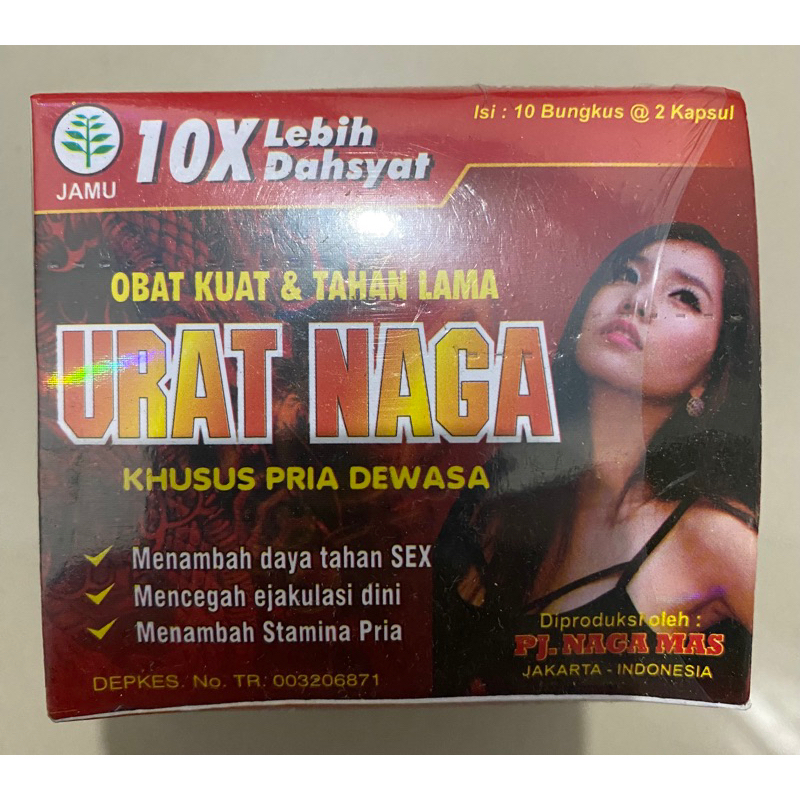 Isi : 10 Bungkus @ 2 Kapsul
JAMU
10X Lebih
Dahsyat
OBAT KUAT & TAHAN LAMA
URAT NAGA
KHUSUS PRIA DEWASA
Menambah daya tahan SEX
Mencegah ejakulasi dini
Menambah Stamina Pria
Diproduksi oleh :
PJ. NAGA MAS
JAKARTA - INDONESIA
DEPKES. No. TR. 003206871